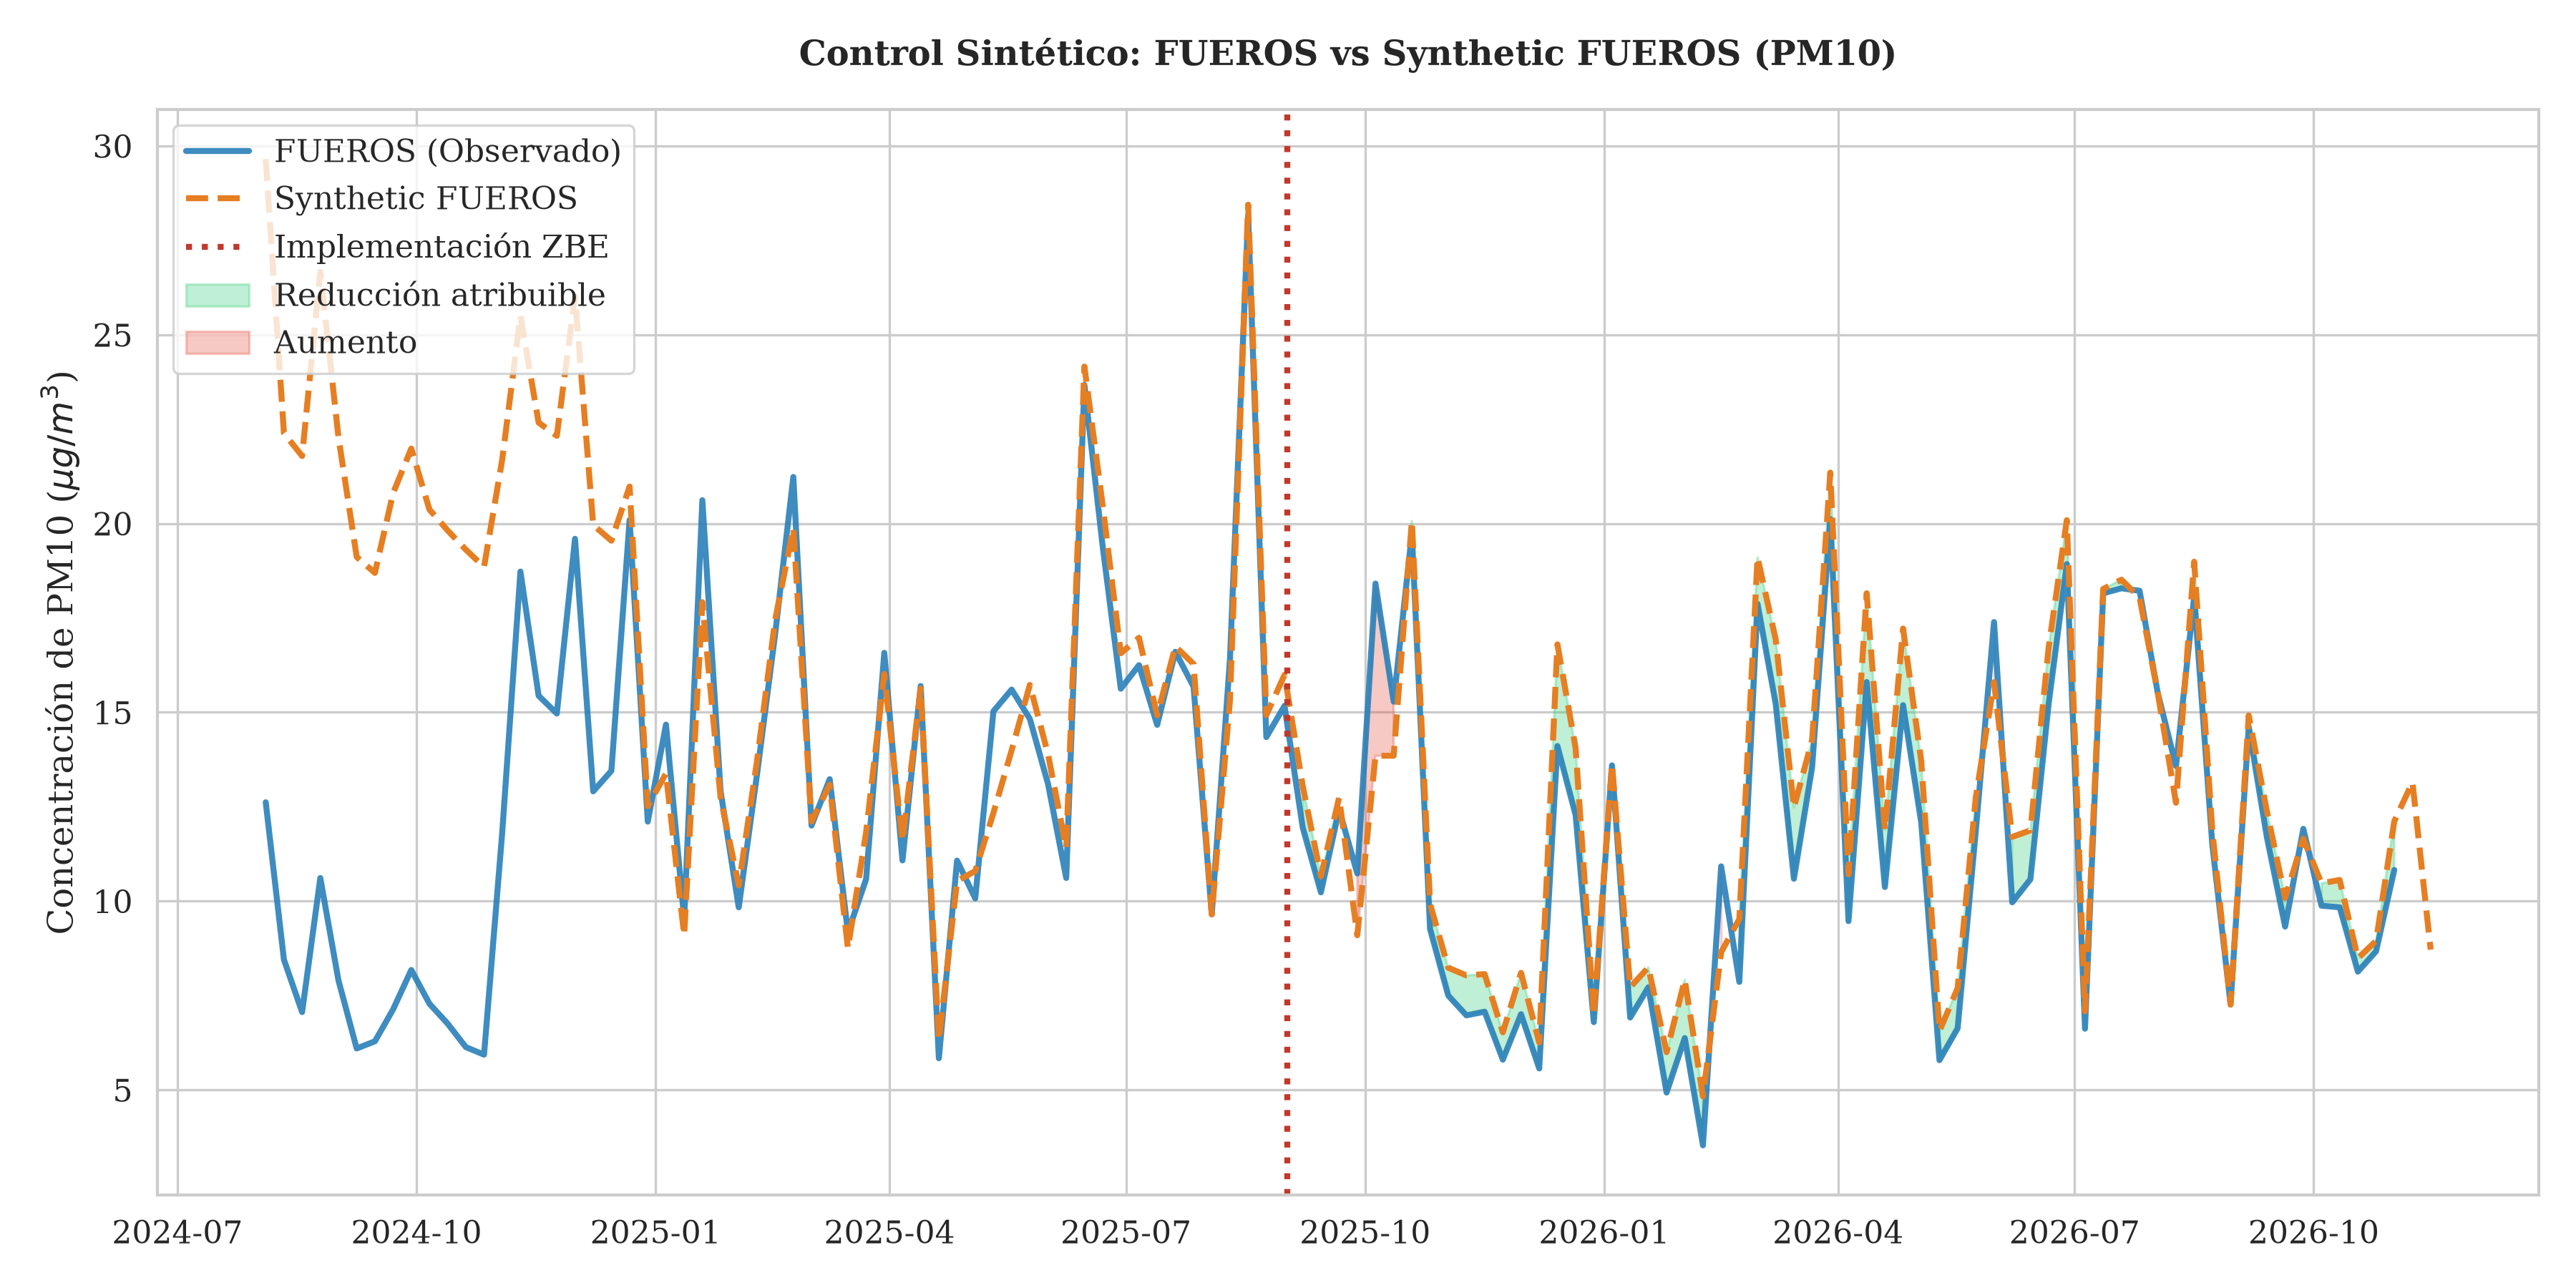 Control Sintético: FUEROS vs Synthetic FUEROS (PM10)
FUEROS (Observado)
Synthetic FUEROS
Implementación ZBE
Reducción atribuible
Aumento
Concentración de PM10 (μg/m³)
30
25
20
15
10
5
2024-07
2024-10
2025-01
2025-04
2025-07
2025-10
2026-01
2026-04
2026-07
2026-10